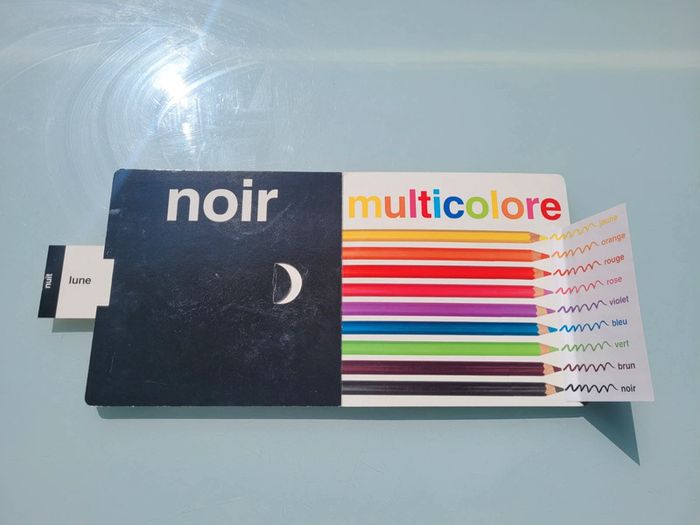 noir
nuit
lune
multicolore
jaune
orange
rouge
rose
violet
bleu
vert
brun
noir